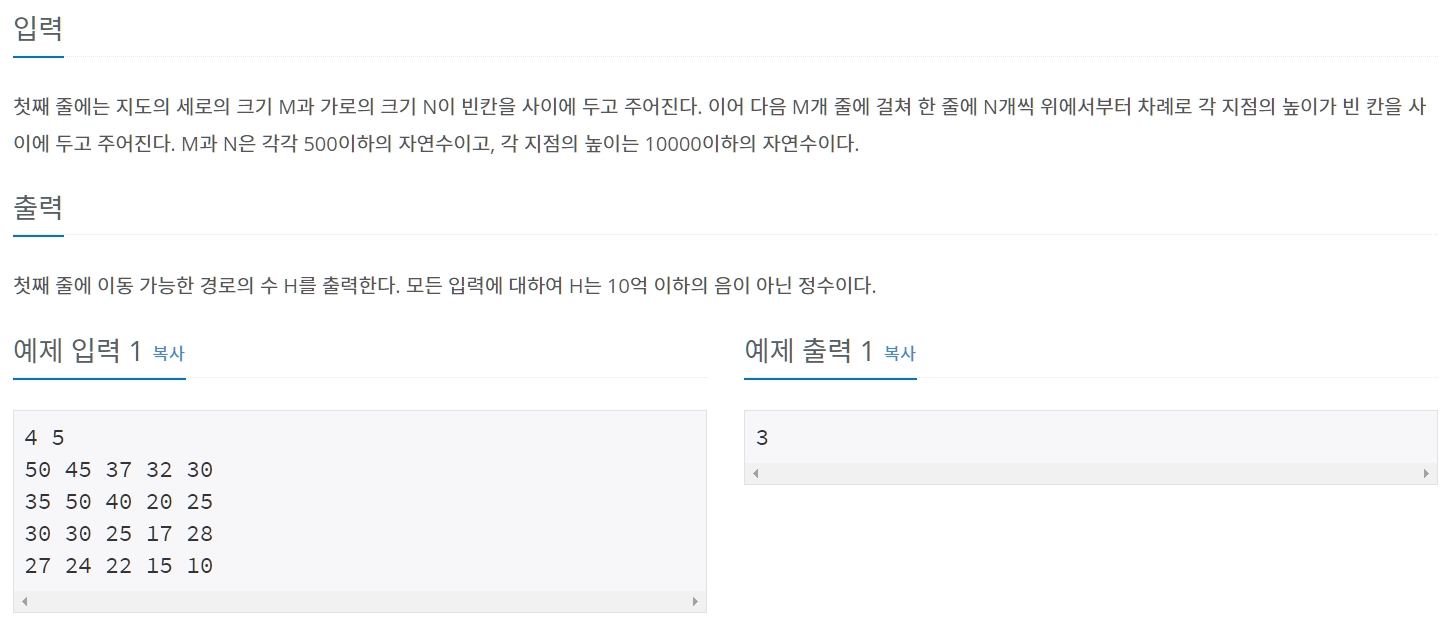 입력
첫째 줄에는 지도의 세로의 크기 M과 가로의 크기 N이 빈칸을 사이에 두고 주어진다. 이어 다음 M개 줄에 걸쳐 한 줄에 N개씩 위에서부터 차례로 각 지점의 높이가 빈 칸을 사
이에 두고 주어진다. M과 N은 각각 500이하의 자연수이고, 각 지점의 높이는 10000이하의 자연수이다.
출력
첫째 줄에 이동 가능한 경로의 수 H를 출력한다. 모든 입력에 대하여 H는 10억 이하의 음이 아닌 정수이다.
예제 입력 1 복사
4 5
50 45 37 32 30
35 50 40 20 25
30 30 25 17 28
27 24 22 15 10
예제 출력 1 복사
3